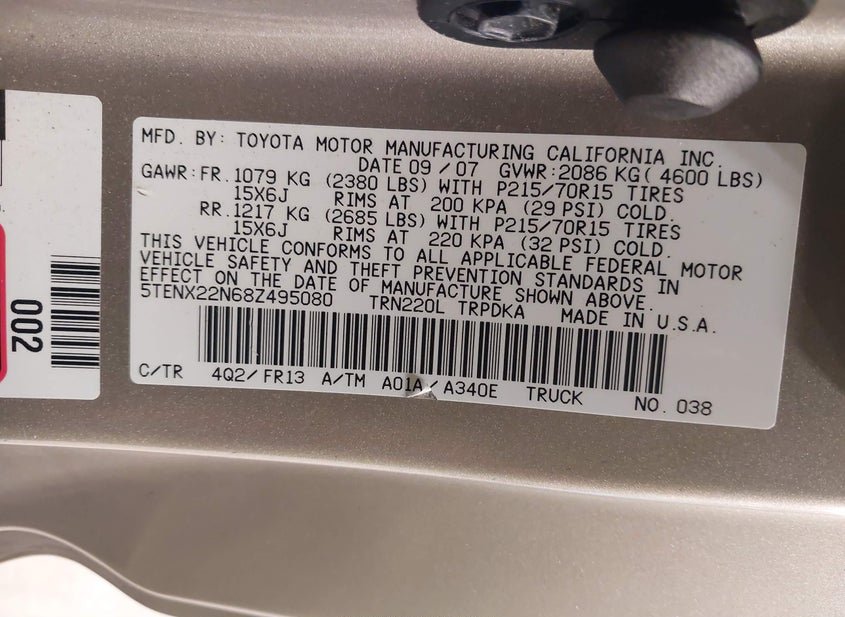 MFD. BY: TOYOTA MOTOR MANUFACTURING CALIFORNIA INC.
DATE 09 / 07 GVWR: 2086 KG ( 4600 LBS)
GAWR: FR. 1079 KG (2380 LBS) WITH P215/70R15 TIRES
15X6J RIMS AT 200 KPA (29 PSI) COLD.
RR. 1217 KG (2685 LBS) WITH P215/70R15 TIRES
15X6J RIMS AT 220 KPA (32 PSI) COLD.
THIS VEHICLE CONFORMS TO ALL APPLICABLE FEDERAL MOTOR
VEHICLE SAFETY AND THEFT PREVENTION STANDARDS IN
EFFECT ON THE DATE OF MANUFACTURE SHOWN ABOVE.
5TENX22N68Z495080 TRN220L TRPDKA MADE IN U.S.A.
C/TR 4Q2/ FR13 A/TM A01A / A340E TRUCK NO. 038
002